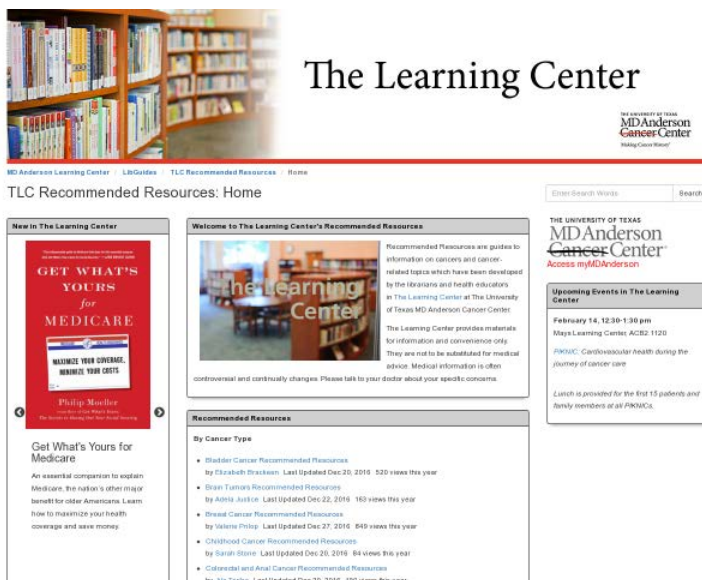 The Learning Center
THE UNIVERSITY OF TEXAS
MD Anderson
Cancer Center
Making Cancer History®
MD Anderson Learning Center / LibGuides / TLC Recommended Resources / Home
TLC Recommended Resources: Home
Enter Search Words
Search
New in The Learning Center
GET WHAT'S
YOURS
for
MEDICARE
MAXIMIZE YOUR COVERAGE,
MINIMIZE YOUR COSTS
Philip Moeller
Get What's Yours for
Medicare
An essential companion to explain
Medicare, the nation's other major
benefit for older Americans. Learn
how to maximize your health
coverage and save money.
Welcome to The Learning Center's Recommended Resources
The Learning
Center
Recommended Resources are guides to
information on cancers and cancer-
related topics which have been developed
by the librarians and health educators
in The Learning Center at The University
of Texas MD Anderson Cancer Center.
The Learning Center provides materials
for information and convenience only.
They are not to be substituted for medical
advice. Medical information is often
controversial and continually changes. Please talk to your doctor about your specific concerns.
Recommended Resources
By Cancer Type
• Bladder Cancer Recommended Resources
by Elizabeth Brackeen Last Updated Dec 20, 2016 520 views this year
• Brain Tumors Recommended Resources
by Adela Justice Last Updated Dec 22, 2016 163 views this year
• Breast Cancer Recommended Resources
by Valerie Prilop Last Updated Dec 27, 2016 849 views this year
• Childhood Cancer Recommended Resources
by Sarah Stone Last Updated Dec 20, 2016 84 views this year
• Colorectal and Anal Cancer Recommended Resources
THE UNIVERSITY OF TEXAS
MD Anderson
Cancer Center
Access myMDAnderson
Upcoming Events in The Learning
Center
February 14, 12:30-1:30 pm
Mays Learning Center, ACB2.1120
PIKNIC: Cardiovascular health during the
journey of cancer care
Lunch is provided for the first 15 patients and
family members at all PIKNICs.